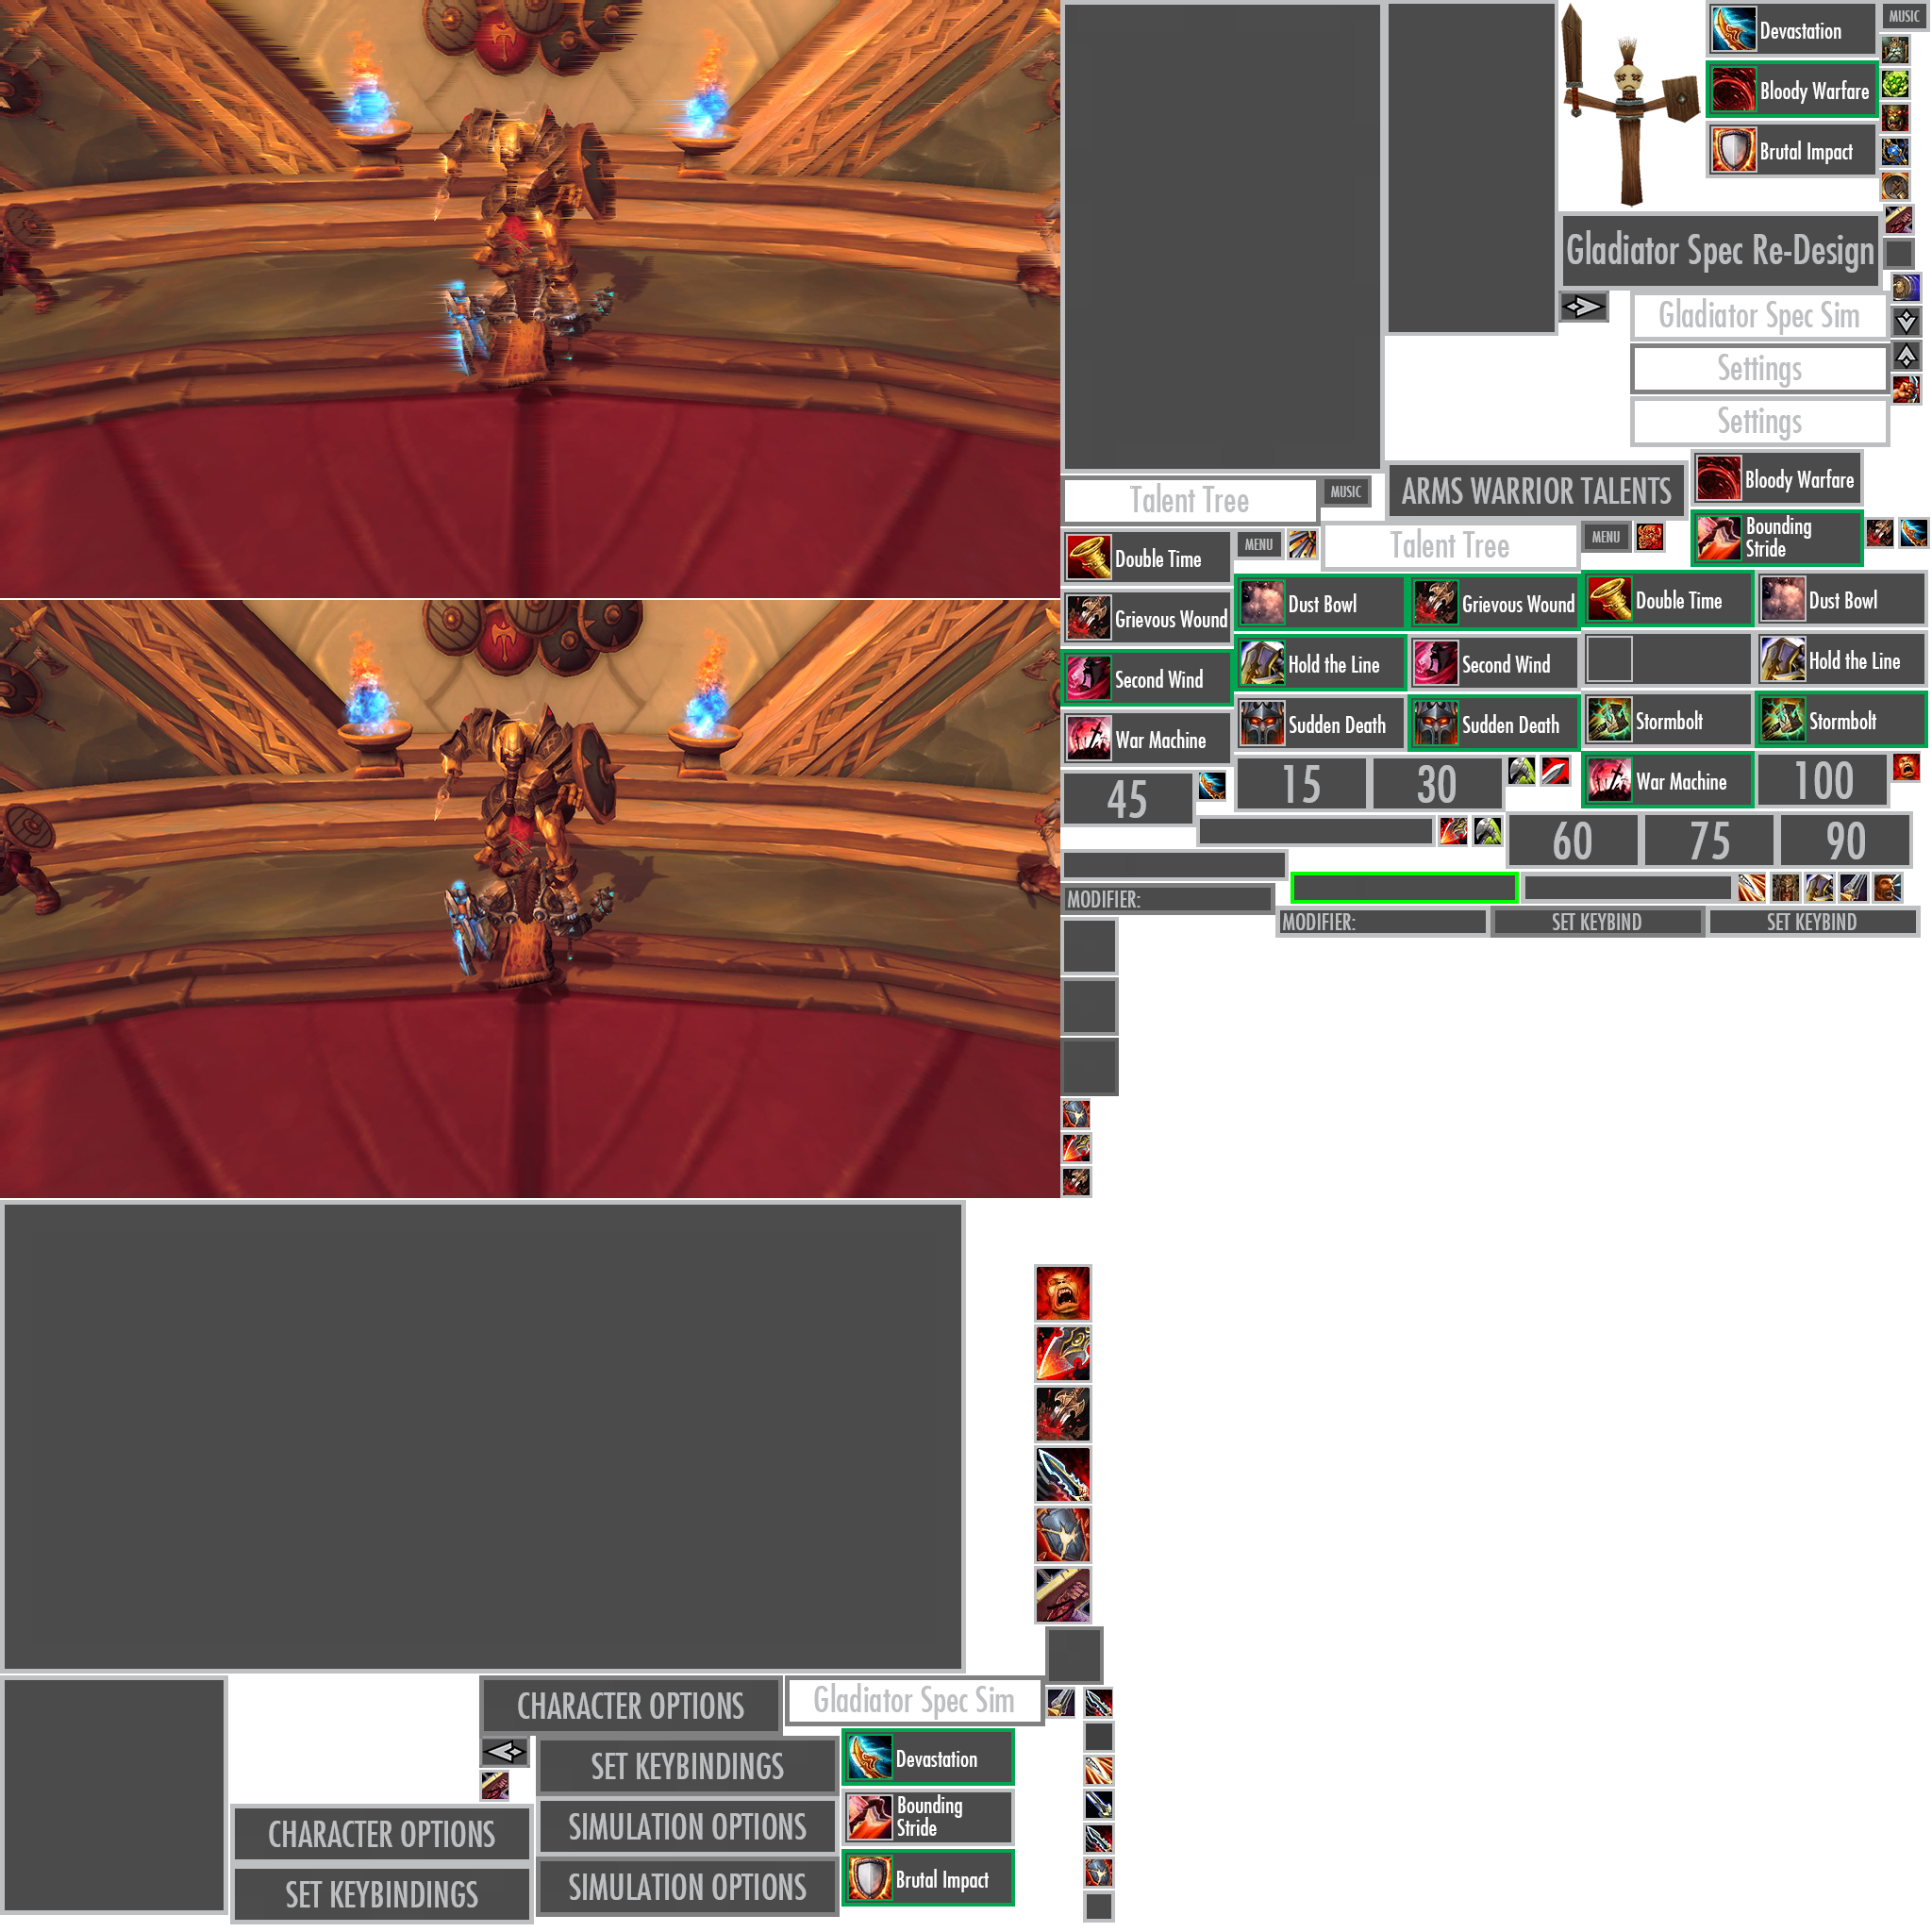 Devastation
MUSIC
Bloody Warfare
Brutal Impact
Gladiator Spec Re-Design
Gladiator Spec Sim
Settings
Settings
Talent Tree
MUSIC
ARMS WARRIOR TALENTS
Bloody Warfare
Bounding
Stride
Double Time
MENU
Talent Tree
MENU
Grievous Wound
Dust Bowl
Grievous Wound
Double Time
Dust Bowl
Second Wind
Hold the Line
Second Wind
Hold the Line
War Machine
Sudden Death
Sudden Death
Stormbolt
Stormbolt
45
15
30
War Machine
100
60
75
90
MODIFIER:
MODIFIER:
SET KEYBIND
SET KEYBIND
CHARACTER OPTIONS
Gladiator Spec Sim
SET KEYBINDINGS
Devastation
CHARACTER OPTIONS
SIMULATION OPTIONS
Bounding
Stride
SET KEYBINDINGS
SIMULATION OPTIONS
Brutal Impact